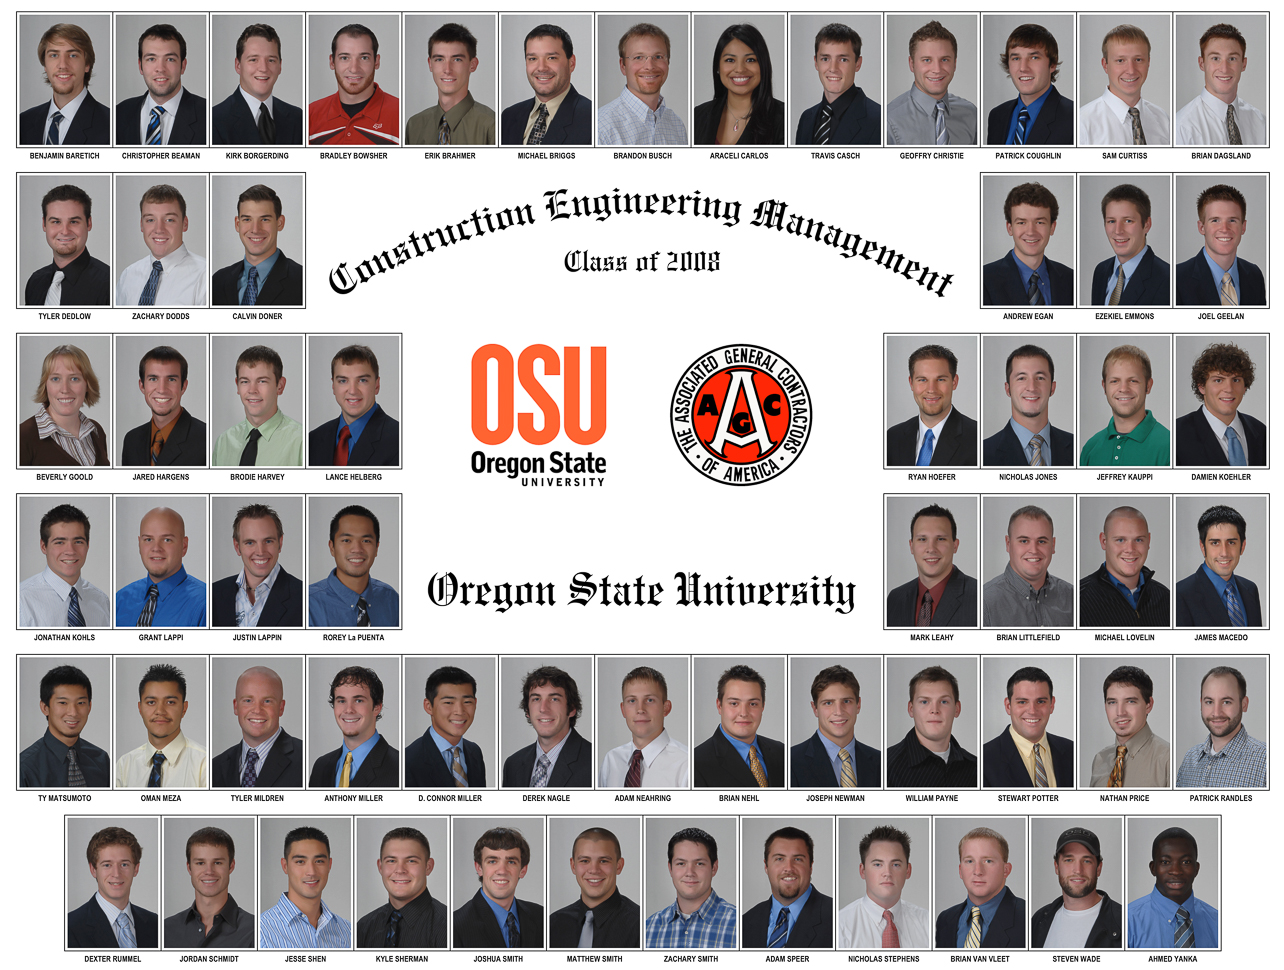 BENJAMIN BARETICH
CHRISTOPHER BEAMAN
KIRK BORGERDING
BRADLEY BOWSHER
ERIK BRAHMER
MICHAEL BRIGGS
BRANDON BUSCH
ARACELI CARLOS
TRAVIS CASCH
GEOFFRY CHRISTIE
PATRICK COUGHLIN
SAM CURTISS
BRIAN DAGSLAND
Construction Engineering Management
Class of 2008
TYLER DEDLOW
ZACHARY DODDS
CALVIN DONER
ANDREW EGAN
EZEKIEL EMMONS
JOEL GEELAN
OSU
Oregon State
UNIVERSITY
THE ASSOCIATED GENERAL CONTRACTORS
OF AMERICA
AGC
BEVERLY GOOLD
JARED HARGENS
BRODIE HARVEY
LANCE HELBERG
RYAN HOEFER
NICHOLAS JONES
JEFFREY KAUPPI
DAMIEN KOEHLER
Oregon State University
JONATHAN KOHLS
GRANT LAPPI
JUSTIN LAPPIN
ROREY La PUENTA
MARK LEAHY
BRIAN LITTLEFIELD
MICHAEL LOVELIN
JAMES MACEDO
TY MATSUMOTO
OMAN MEZA
TYLER MILDREN
ANTHONY MILLER
D. CONNOR MILLER
DEREK NAGLE
ADAM NEAHRING
BRIAN NEHL
JOSEPH NEWMAN
WILLIAM PAYNE
STEWART POTTER
NATHAN PRICE
PATRICK RANDLES
DEXTER RUMMEL
JORDAN SCHMIDT
JESSE SHEN
KYLE SHERMAN
JOSHUA SMITH
MATTHEW SMITH
ZACHARY SMITH
ADAM SPEER
NICHOLAS STEPHENS
BRIAN VAN VLEET
STEVEN WADE
AHMED YANKA